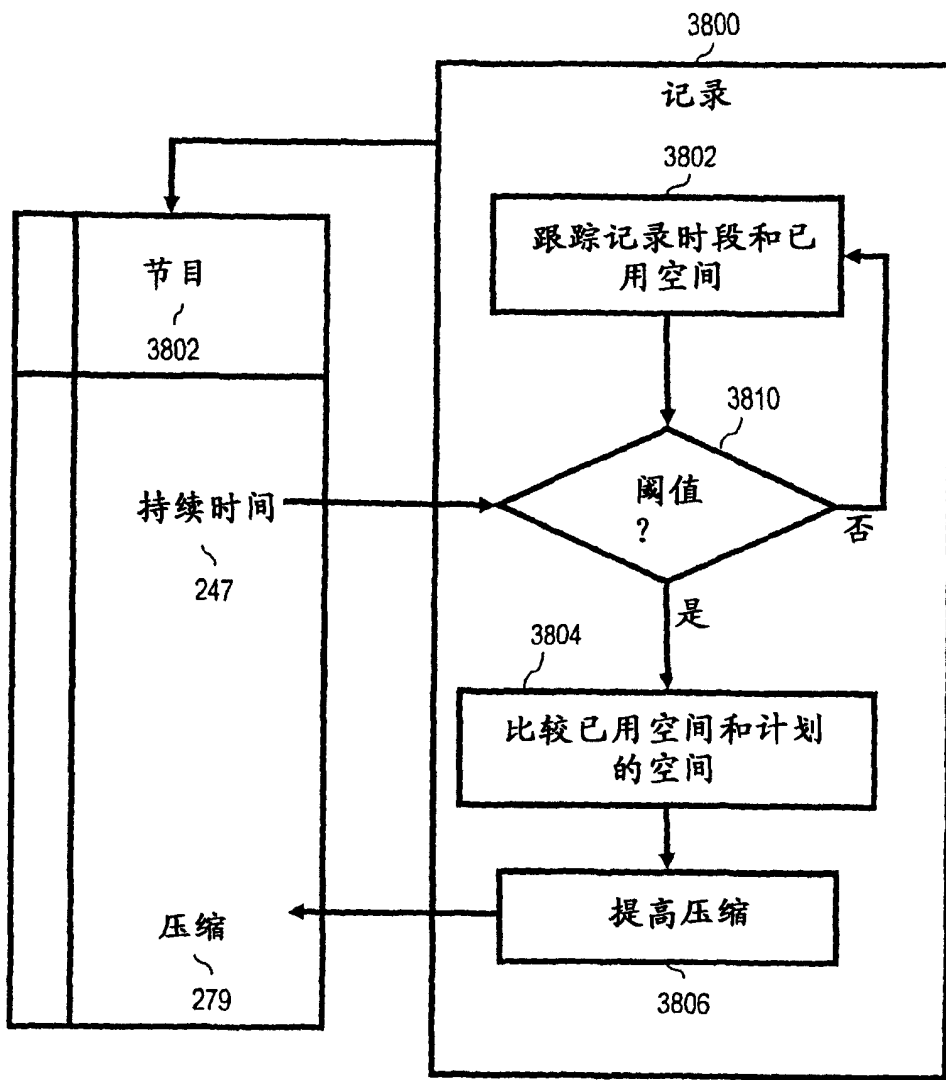 3800
记录
3802
跟踪记录时段和已
用空间
节目
3802
3810
阈值
?
持续时间
否
247
是
3804
比较已用空间和计划
的空间
提高压缩
压缩
279
3806